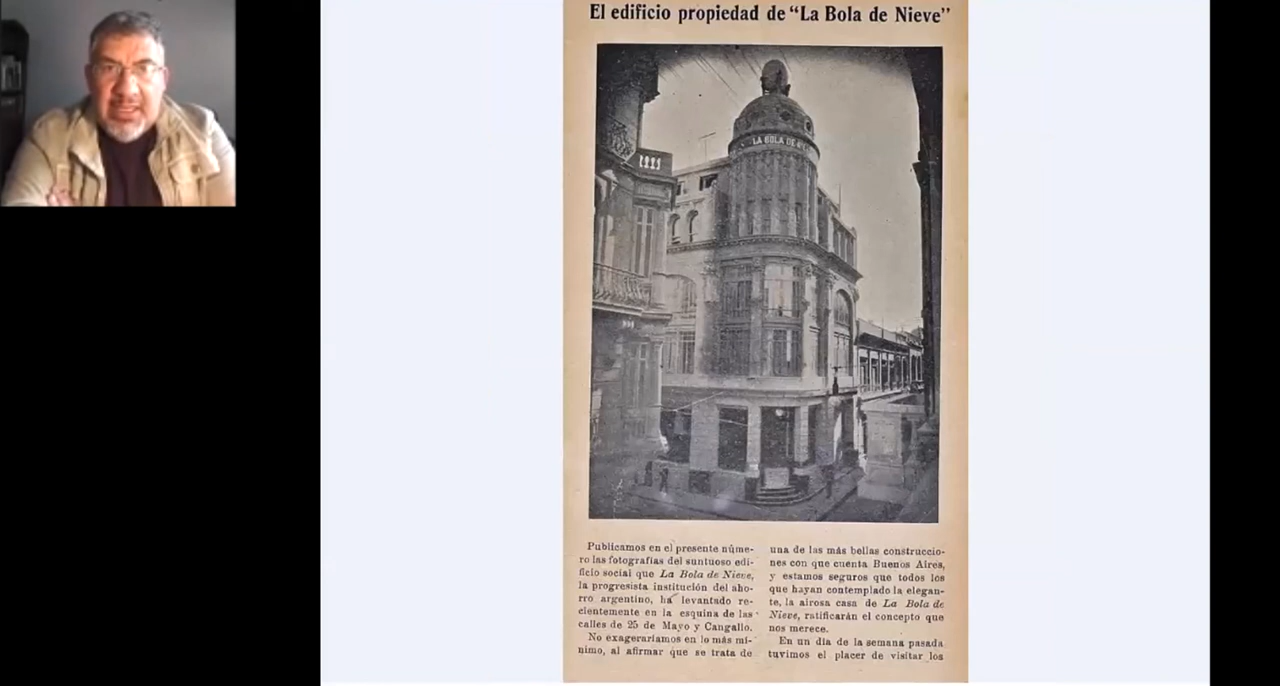 El edificio propiedad de "La Bola de Nieve"
LA BOLA DE
Publicamos en el presente núme-
ro las fotografías del suntuoso edi-
ficio social que La Bola de Nieve,
la progresista institución del aho-
rro argentino, ha levantado re-
cientemente en la esquina de las
calles de 25 de Mayo y Cangallo.
No exageraríamos en lo más mí-
nimo, al afirmar que se trata de
una de las más bellas construccio-
nes con que cuenta Buenos Aires,
y estamos seguros que todos los
que hayan contemplado la elegan-
te, la airosa casa de La Bola de
Nieve, ratificarán el concepto que
nos merece.
En un día de la semana pasada
tuvimos el placer de visitar los